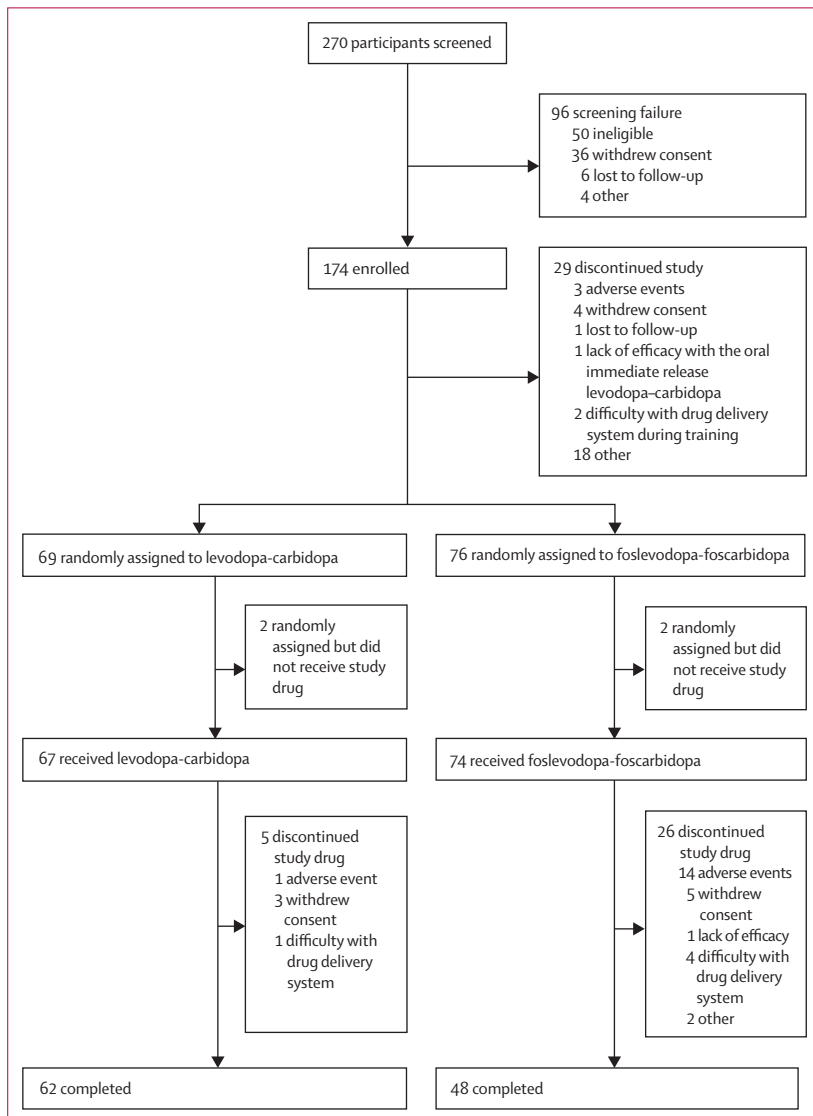 270 participants screened
96 screening failure
50 ineligible
36 withdrew consent
6 lost to follow-up
4 other
174 enrolled
29 discontinued study
3 adverse events
4 withdrew consent
1 lost to follow-up
1 lack of efficacy with the oral
immediate release
levodopa–carbidopa
2 difficulty with drug delivery
system during training
18 other
69 randomly assigned to levodopa-carbidopa
76 randomly assigned to foslevodopa-foscarbidopa
2 randomly
assigned but did
not receive study
drug
2 randomly
assigned but did
not receive study
drug
67 received levodopa-carbidopa
74 received foslevodopa-foscarbidopa
5 discontinued
study drug
1 adverse event
3 withdrew
consent
1 difficulty with
drug delivery
system
26 discontinued
study drug
14 adverse events
5 withdrew
consent
1 lack of efficacy
4 difficulty with
drug delivery
system
2 other
62 completed
48 completed